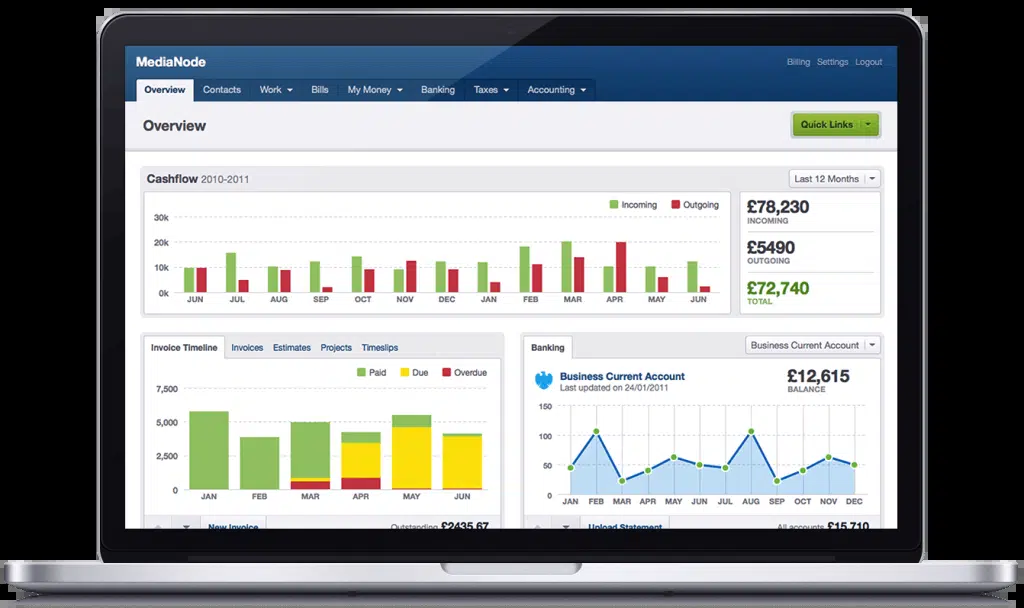 MediaNode
Billing Settings Logout
Overview Contacts Work Bills My Money Banking Taxes Accounting
Overview
Quick Links
Cashflow 2010-2011
Last 12 Months
Incoming Outgoing
30k
20k
10k
0k
JUN JUL AUG SEP OCT NOV DEC JAN FEB MAR APR MAY JUN
£78,230
INCOMING
£5490
OUTGOING
£72,740
TOTAL
Invoice Timeline Invoices Estimates Projects Timeslips
Paid Due Overdue
7,500
5,000
2,500
0
JAN FEB MAR APR MAY JUN
New Invoice
Outstanding £2435.67
Banking
Business Current Account
Business Current Account
Last updated on 24/01/2011
£12,615
BALANCE
150
100
50
0
JAN FEB MAR APR MAY JUN JUL AUG SEP OCT NOV DEC
Upload Statement
All accounts £15,710